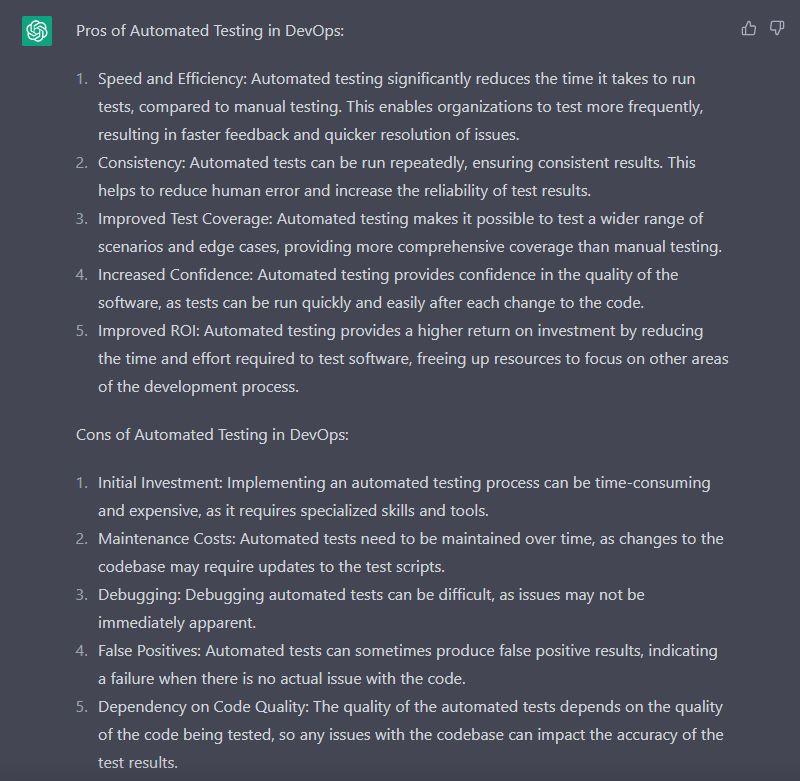 Pros of Automated Testing in DevOps:
1. Speed and Efficiency: Automated testing significantly reduces the time it takes to run
tests, compared to manual testing. This enables organizations to test more frequently,
resulting in faster feedback and quicker resolution of issues.
2. Consistency: Automated tests can be run repeatedly, ensuring consistent results. This
helps to reduce human error and increase the reliability of test results.
3. Improved Test Coverage: Automated testing makes it possible to test a wider range of
scenarios and edge cases, providing more comprehensive coverage than manual testing.
4. Increased Confidence: Automated testing provides confidence in the quality of the
software, as tests can be run quickly and easily after each change to the code.
5. Improved ROI: Automated testing provides a higher return on investment by reducing
the time and effort required to test software, freeing up resources to focus on other areas
of the development process.
Cons of Automated Testing in DevOps:
1. Initial Investment: Implementing an automated testing process can be time-consuming
and expensive, as it requires specialized skills and tools.
2. Maintenance Costs: Automated tests need to be maintained over time, as changes to the
codebase may require updates to the test scripts.
3. Debugging: Debugging automated tests can be difficult, as issues may not be
immediately apparent.
4. False Positives: Automated tests can sometimes produce false positive results, indicating
a failure when there is no actual issue with the code.
5. Dependency on Code Quality: The quality of the automated tests depends on the quality
of the code being tested, so any issues with the codebase can impact the accuracy of the
test results.